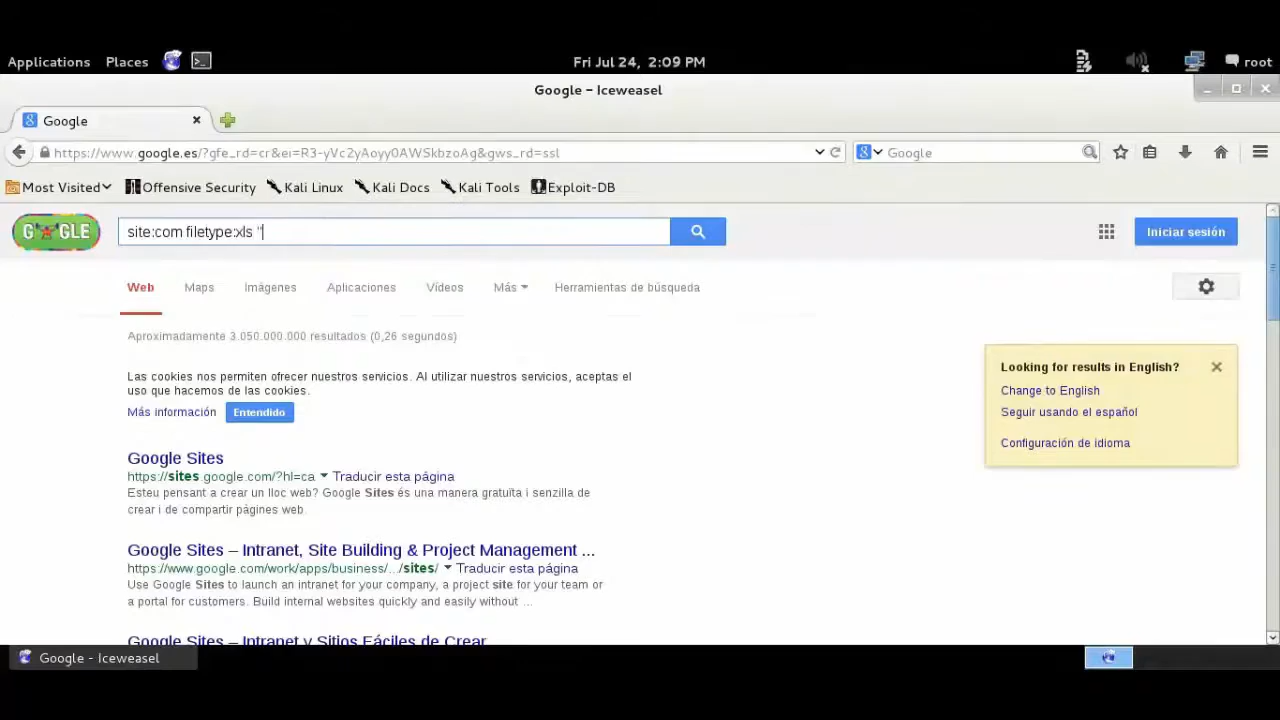 Applications Places Fri Jul 24, 2:09 PM root
Google – Iceweasel
Google
https://www.google.es/?gfe_rd=cr&ei=R3-yVc2yAoyy0AWSkbzoAg&gws_rd=ssl Google
Most Visited Offensive Security Kali Linux Kali Docs Kali Tools Exploit-DB
GOOGLE site:com filetype:xls " Iniciar sesión
Web Maps Imágenes Aplicaciones Vídeos Más Herramientas de búsqueda
Aproximadamente 3.050.000.000 resultados (0,26 segundos)
Las cookies nos permiten ofrecer nuestros servicios. Al utilizar nuestros servicios, aceptas el
uso que hacemos de las cookies.
Más información Entendido
Looking for results in English?
Change to English
Seguir usando el español
Configuración de idioma
Google Sites
https://sites.google.com/?hl=ca Traducir esta página
Esteu pensant a crear un lloc web? Google Sites és una manera gratuïta i senzilla de
crear i de compartir pàgines web.
Google Sites – Intranet, Site Building & Project Management ...
https://www.google.com/work/apps/business/.../sites/ Traducir esta página
Use Google Sites to launch an intranet for your company, a project site for your team or
a portal for customers. Build internal websites quickly and easily without ...
Google Sites – Intranet y Sitios Fáciles de Crear
Google - Iceweasel